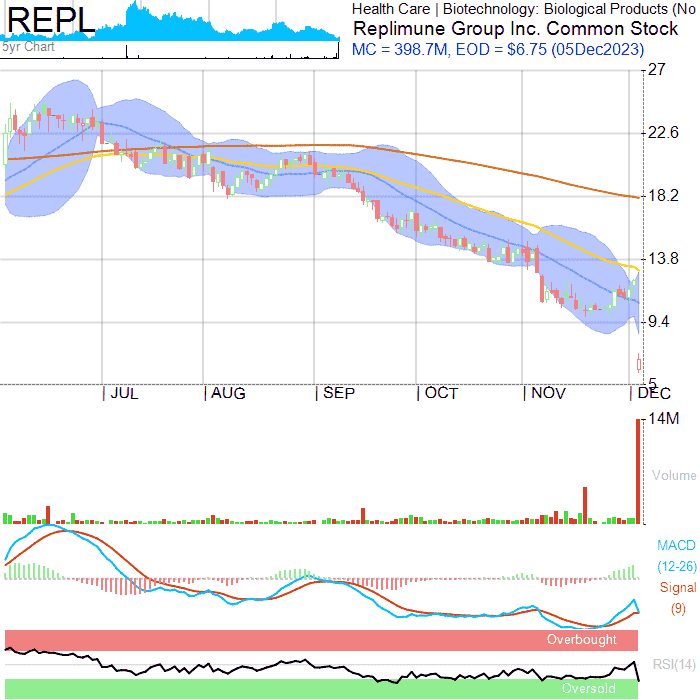 REPL
5yr Chart
Health Care | Biotechnology: Biological Products (No
Replimune Group Inc. Common Stock
MC = 398.7M, EOD = $6.75 (05Dec2023)
27
22.6
18.2
13.8
9.4
5
JUL AUG SEP OCT NOV DEC
14M
Volume
MACD
(12-26)
Signal
(9)
Overbought
RSI(14)
Oversold